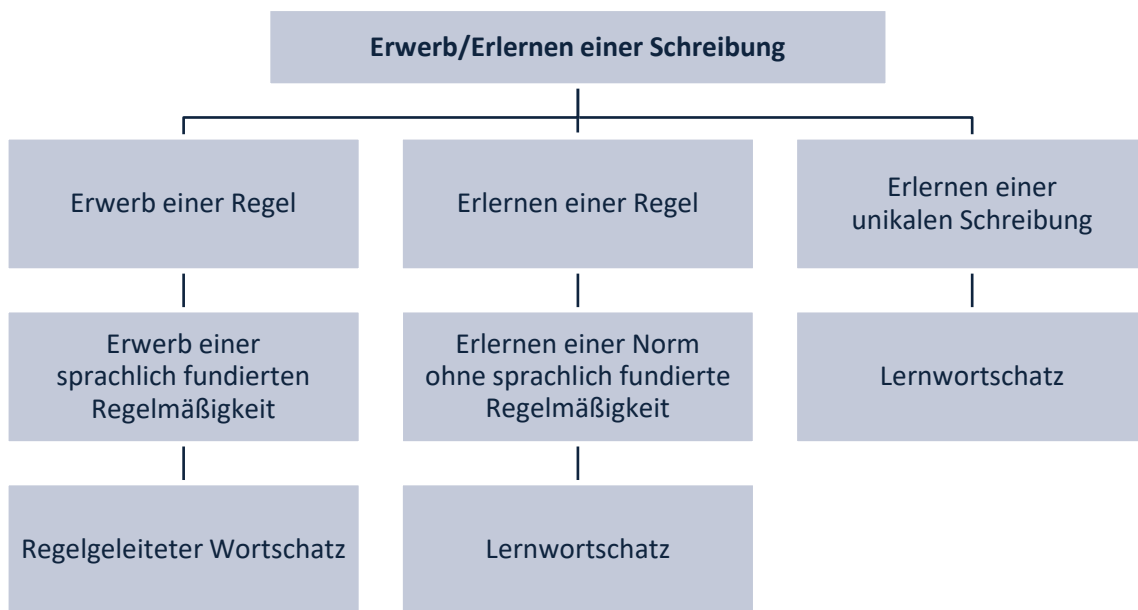 Erwerb/Erlernen einer Schreibung
Erwerb einer Regel
Erlernen einer Regel
Erlernen einer
unikalen Schreibung
Erwerb einer
sprachlich fundierten
Regelmäßigkeit
Erlernen einer Norm
ohne sprachlich fundierte
Regelmäßigkeit
Lernwortschatz
Regelgeleiteter Wortschatz
Lernwortschatz